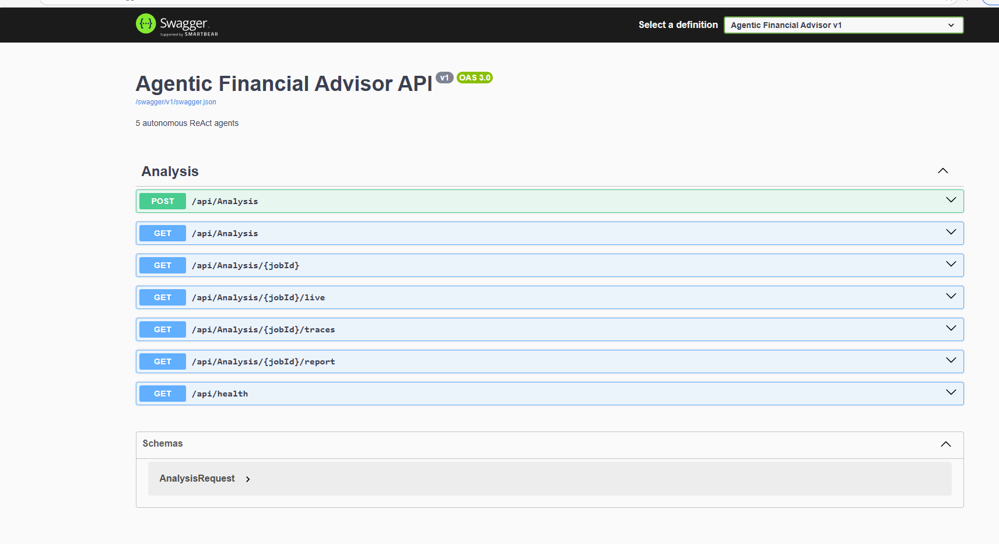 Swagger
Supported by SMARTBEAR
Select a definition
Agentic Financial Advisor v1
Agentic Financial Advisor API v1 OAS 3.0
/swagger/v1/swagger.json
5 autonomous ReAct agents
Analysis
POST /api/Analysis
GET /api/Analysis
GET /api/Analysis/{jobId}
GET /api/Analysis/{jobId}/live
GET /api/Analysis/{jobId}/traces
GET /api/Analysis/{jobId}/report
GET /api/health
Schemas
AnalysisRequest